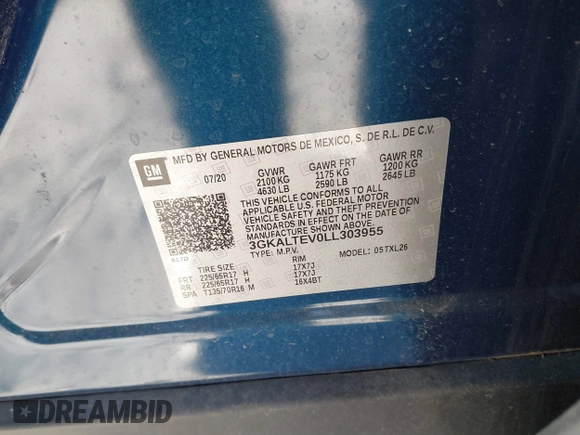 GM
MFD BY GENERAL MOTORS DE MEXICO, S. DE R.L. DE C.V.
07/20 GVWR GAWR FRT GAWR RR
2100 KG 1175 KG 1200 KG
4630 LB 2590 LB 2645 LB
THIS VEHICLE CONFORMS TO ALL
APPLICABLE U.S. FEDERAL MOTOR
VEHICLE SAFETY AND THEFT PREVENTION
STANDARDS IN EFFECT ON THE DATE OF
MANUFACTURE SHOWN ABOVE.
3GKALTEV0LL303955
TYPE: M.P.V. MODEL: 05TXL26
TIRE SIZE RIM
FRT 225/65R17 H 17X7J
RR 225/65R17 H 17X7J
SPA T135/70R16 M 16X4BT
DREAMBID